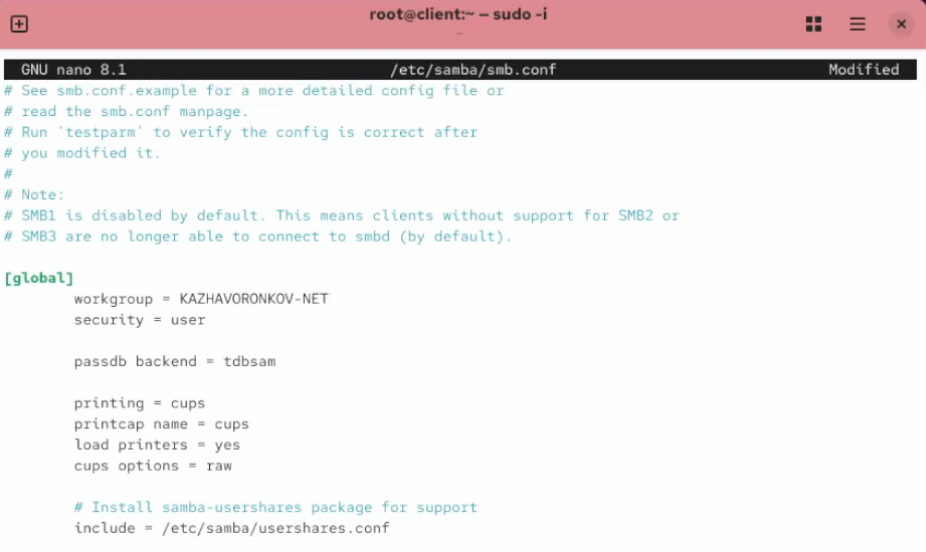 root@client:~ — sudo -i
~
GNU nano 8.1 /etc/samba/smb.conf Modified
# See smb.conf.example for a more detailed config file or
# read the smb.conf manpage.
# Run 'testparm' to verify the config is correct after
# you modified it.
#
# Note:
# SMB1 is disabled by default. This means clients without support for SMB2 or
# SMB3 are no longer able to connect to smbd (by default).
[global]
workgroup = KAZHAVORONKOV-NET
security = user
passdb backend = tdbsam
printing = cups
printcap name = cups
load printers = yes
cups options = raw
# Install samba-usershares package for support
include = /etc/samba/usershares.conf